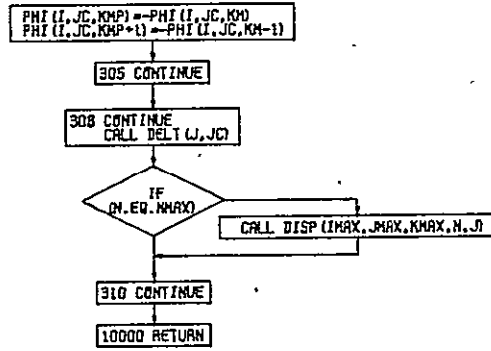 PHI(I,JC,KMP)=-PHI(I,JC,KM)
PHI(I,JC,KMP+1)=-PHI(I,JC,KM-1)
305 CONTINUE
308 CONTINUE
CALL DELT(J,JC)
IF
(N.EQ.NMAX)
CALL DISP(IMAX,JMAX,KMAX,N,J)
310 CONTINUE
10000 RETURN